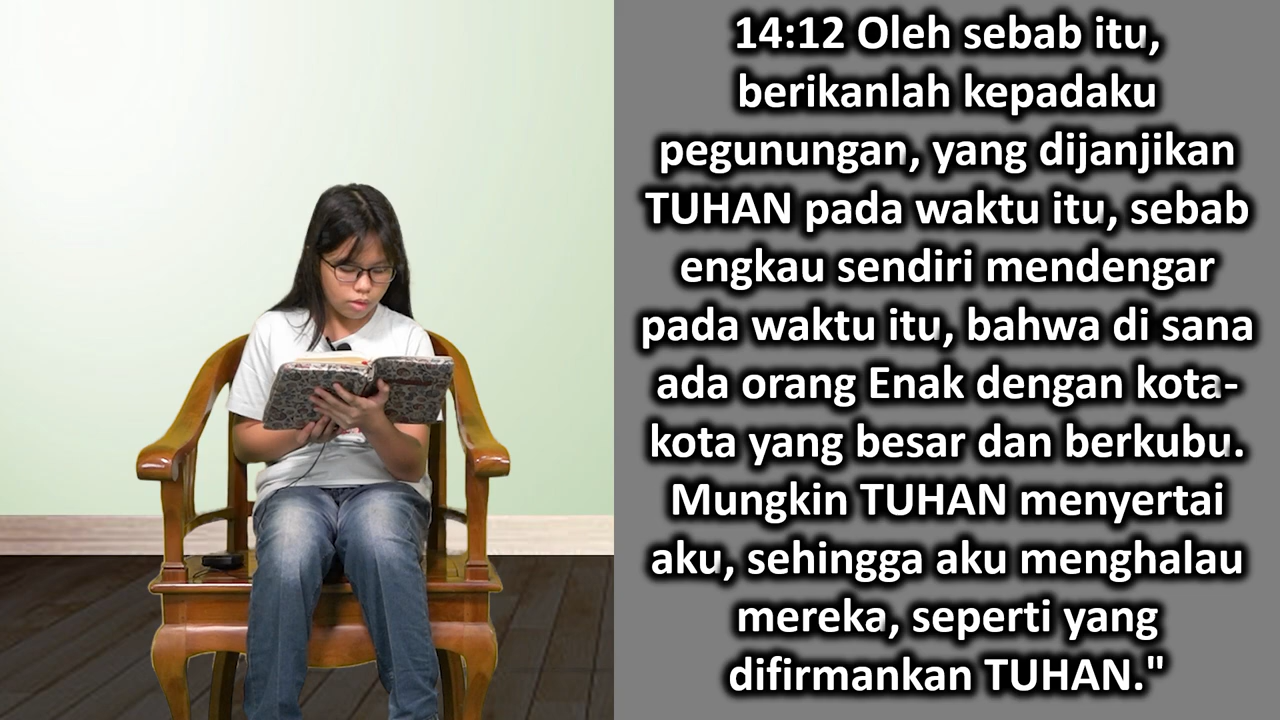 14:12 Oleh sebab itu,
berikanlah kepadaku
pegunungan, yang dijanjikan
TUHAN pada waktu itu, sebab
engkau sendiri mendengar
pada waktu itu, bahwa di sana
ada orang Enak dengan kota-
kota yang besar dan berkubu.
Mungkin TUHAN menyertai
aku, sehingga aku menghalau
mereka, seperti yang
difirmankan TUHAN."